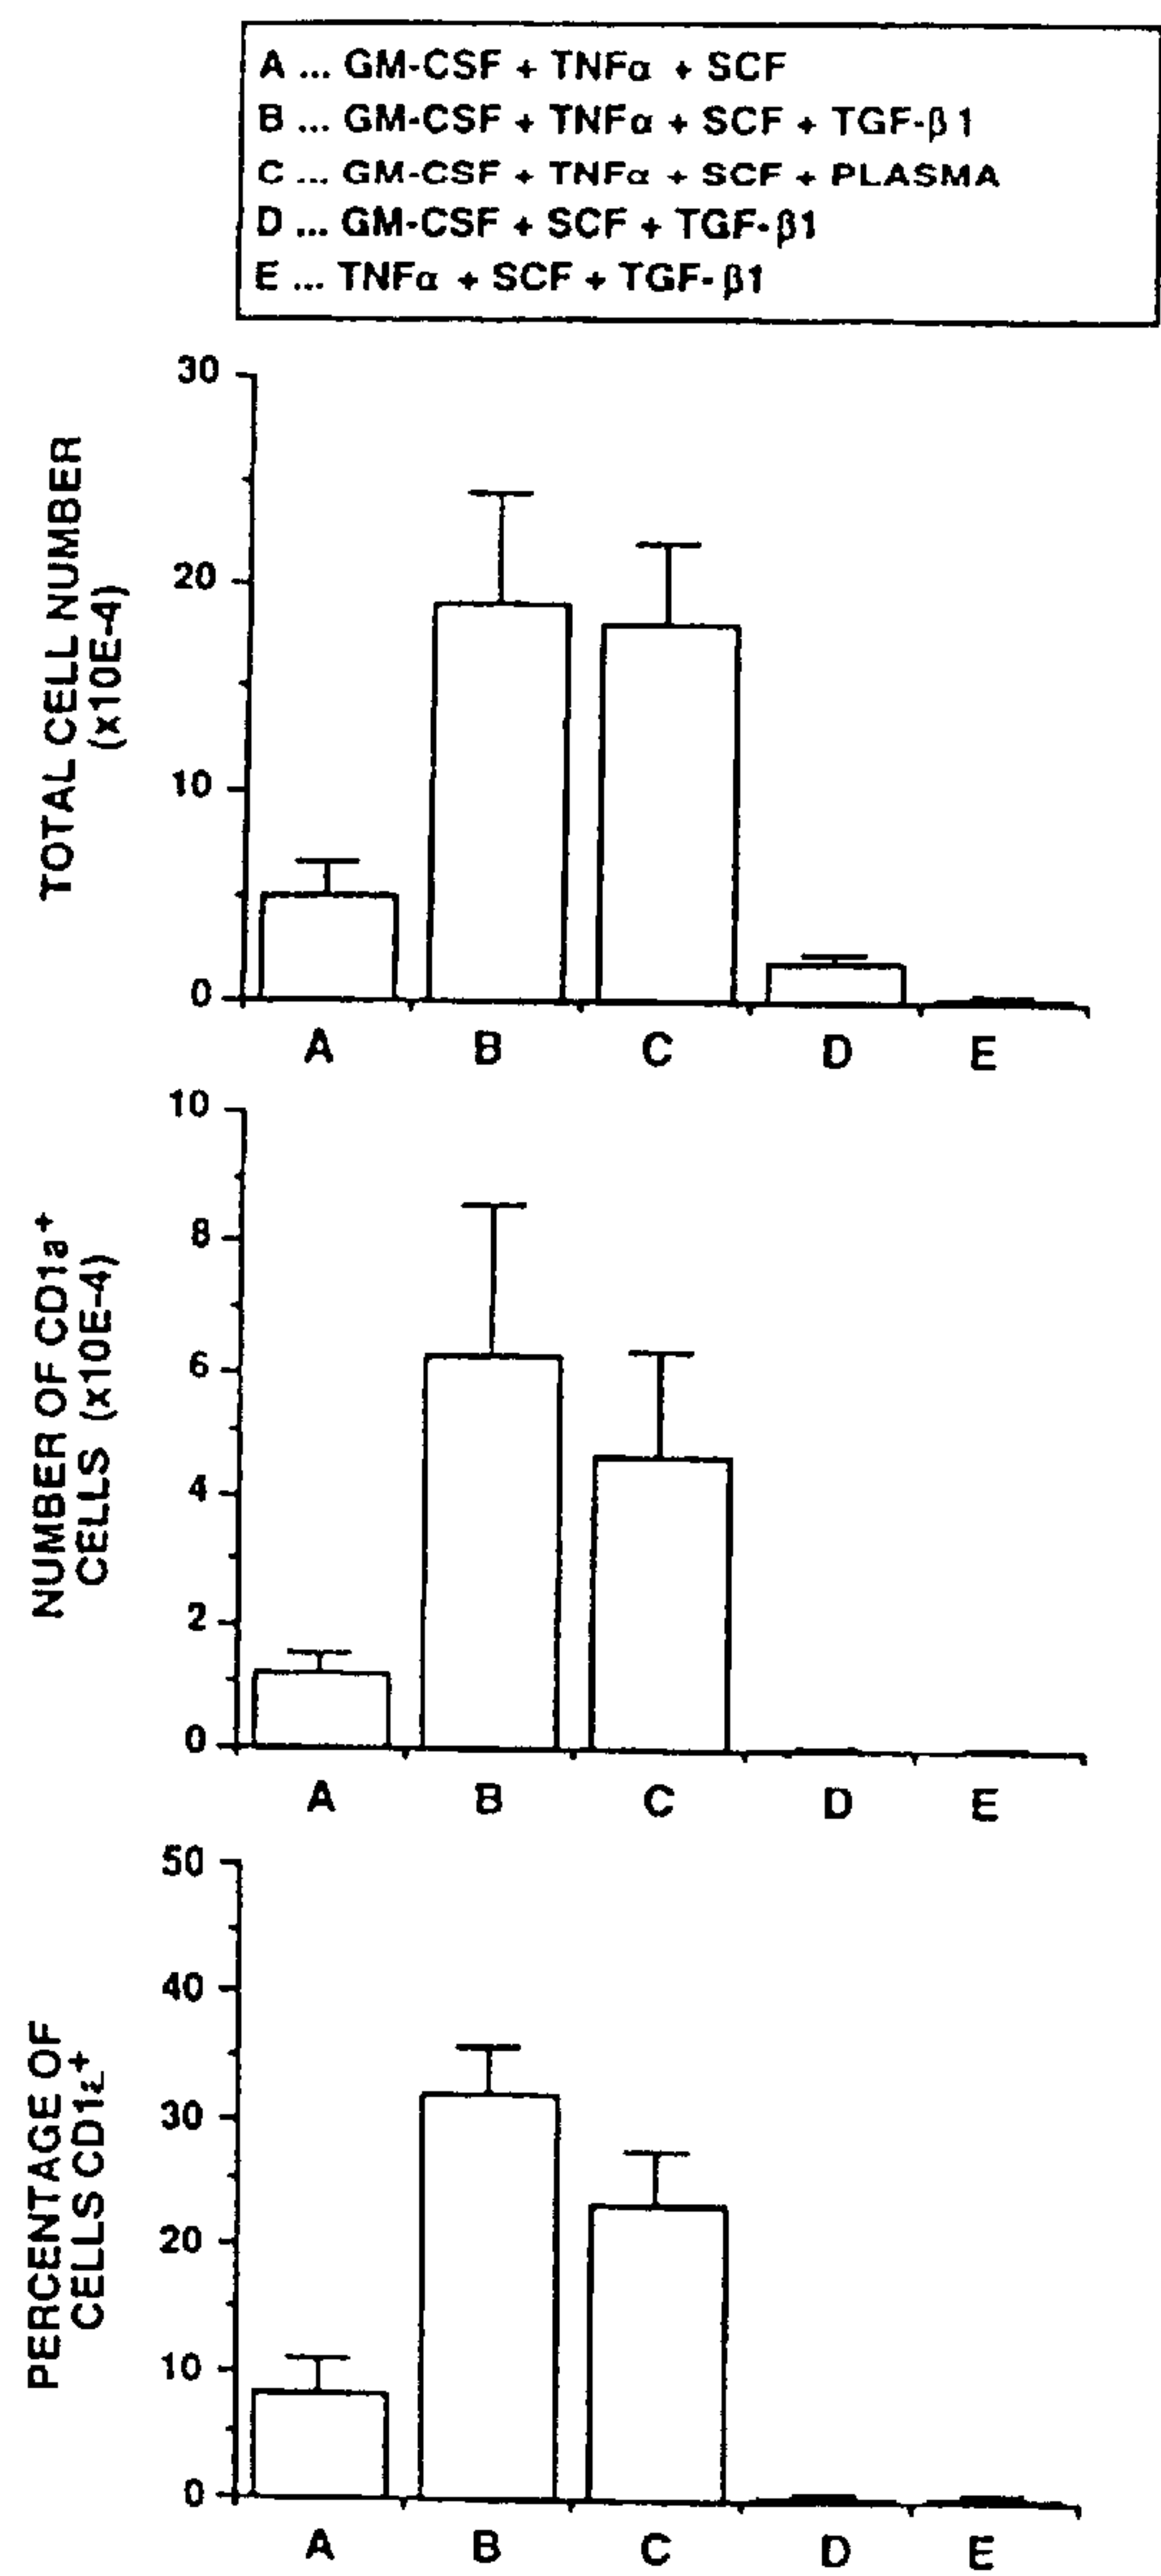 A ... GM-CSF + TNFα + SCF
B ... GM-CSF + TNFα + SCF + TGF-β1
C ... GM-CSF + TNFα + SCF + PLASMA
D ... GM-CSF + SCF + TGF-β1
E ... TNFα + SCF + TGF-β1
TOTAL CELL NUMBER
(x10E-4)
30
20
10
0
A B C D E
NUMBER OF CD1a+
CELLS (x10E-4)
10
8
6
4
2
0
A B C D E
PERCENTAGE OF
CELLS CD1a+
50
40
30
20
10
0
A B C D E